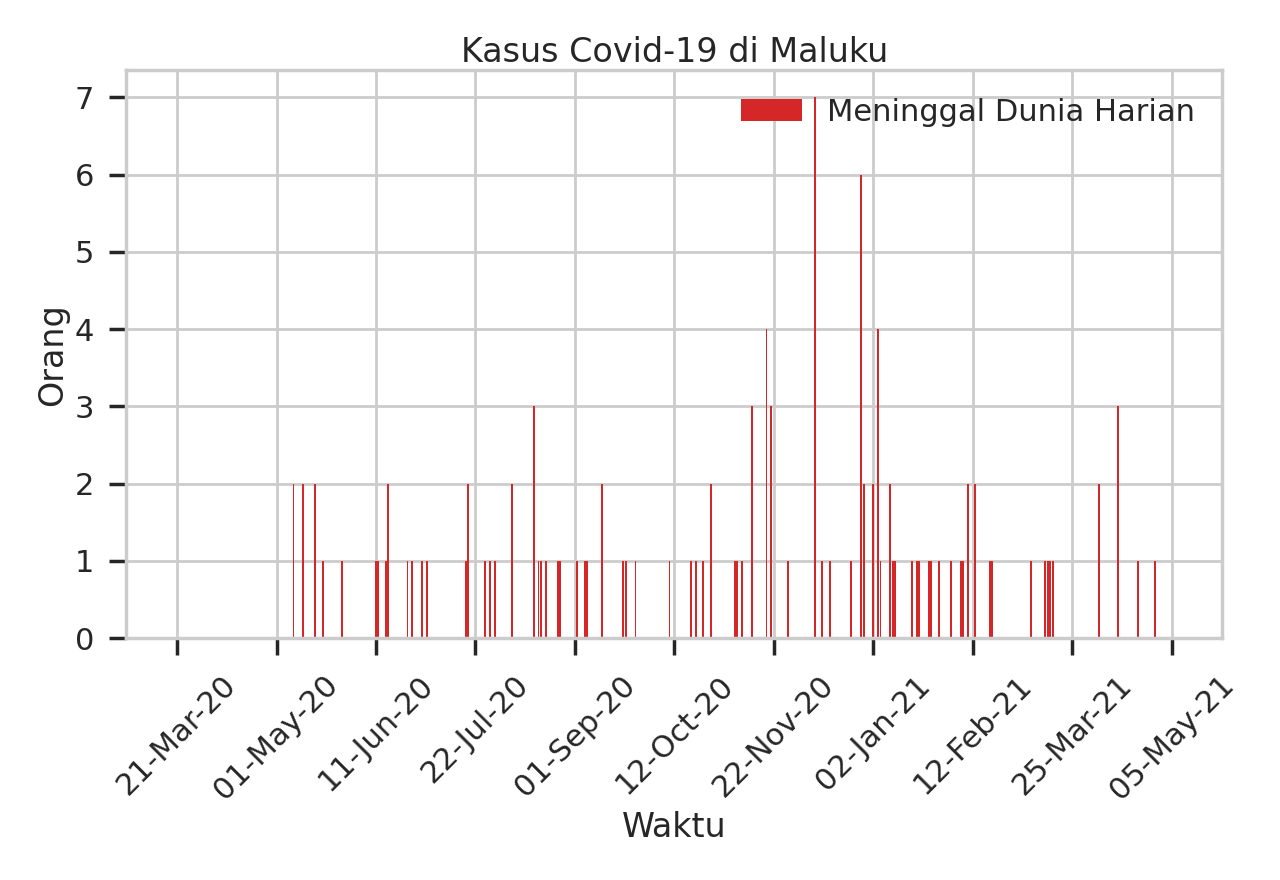 Kasus Covid-19 di Maluku
Meninggal Dunia Harian
Orang
7
6
5
4
3
2
1
0
21-Mar-20
01-May-20
11-Jun-20
22-Jul-20
01-Sep-20
12-Oct-20
22-Nov-20
02-Jan-21
12-Feb-21
25-Mar-21
05-May-21
Waktu